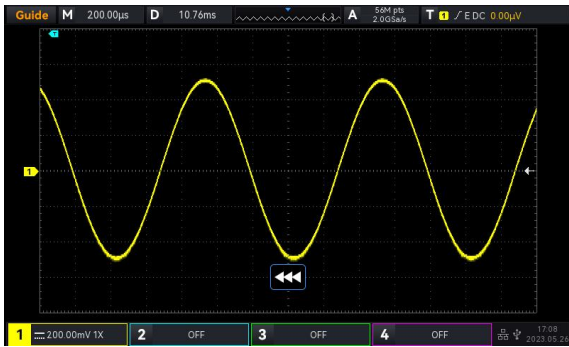 Guide M 200.00µs D 10.76ms A 56M pts T 1 E DC 0.00µV
2.0GSa/s
T
1
1 200.00mV 1X 2 OFF 3 OFF 4 OFF 17:08
2023.05.26